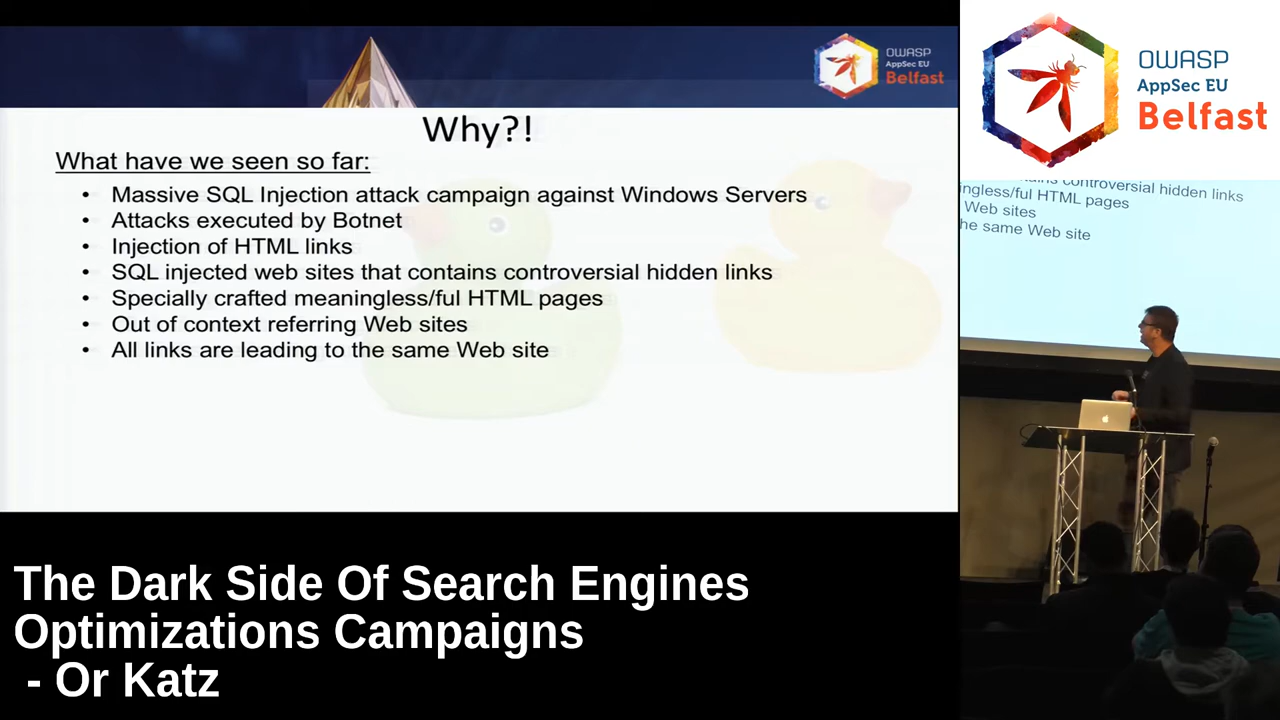 OWASP
AppSec EU
Belfast
Why?!
What have we seen so far:
• Massive SQL Injection attack campaign against Windows Servers
• Attacks executed by Botnet
• Injection of HTML links
• SQL injected web sites that contains controversial hidden links
• Specially crafted meaningless/ful HTML pages
• Out of context referring Web sites
• All links are leading to the same Web site
OWASP
AppSec EU
Belfast
controversial hidden links
ingless/ful HTML pages
Web sites
he same Web site
The Dark Side Of Search Engines
Optimizations Campaigns
- Or Katz